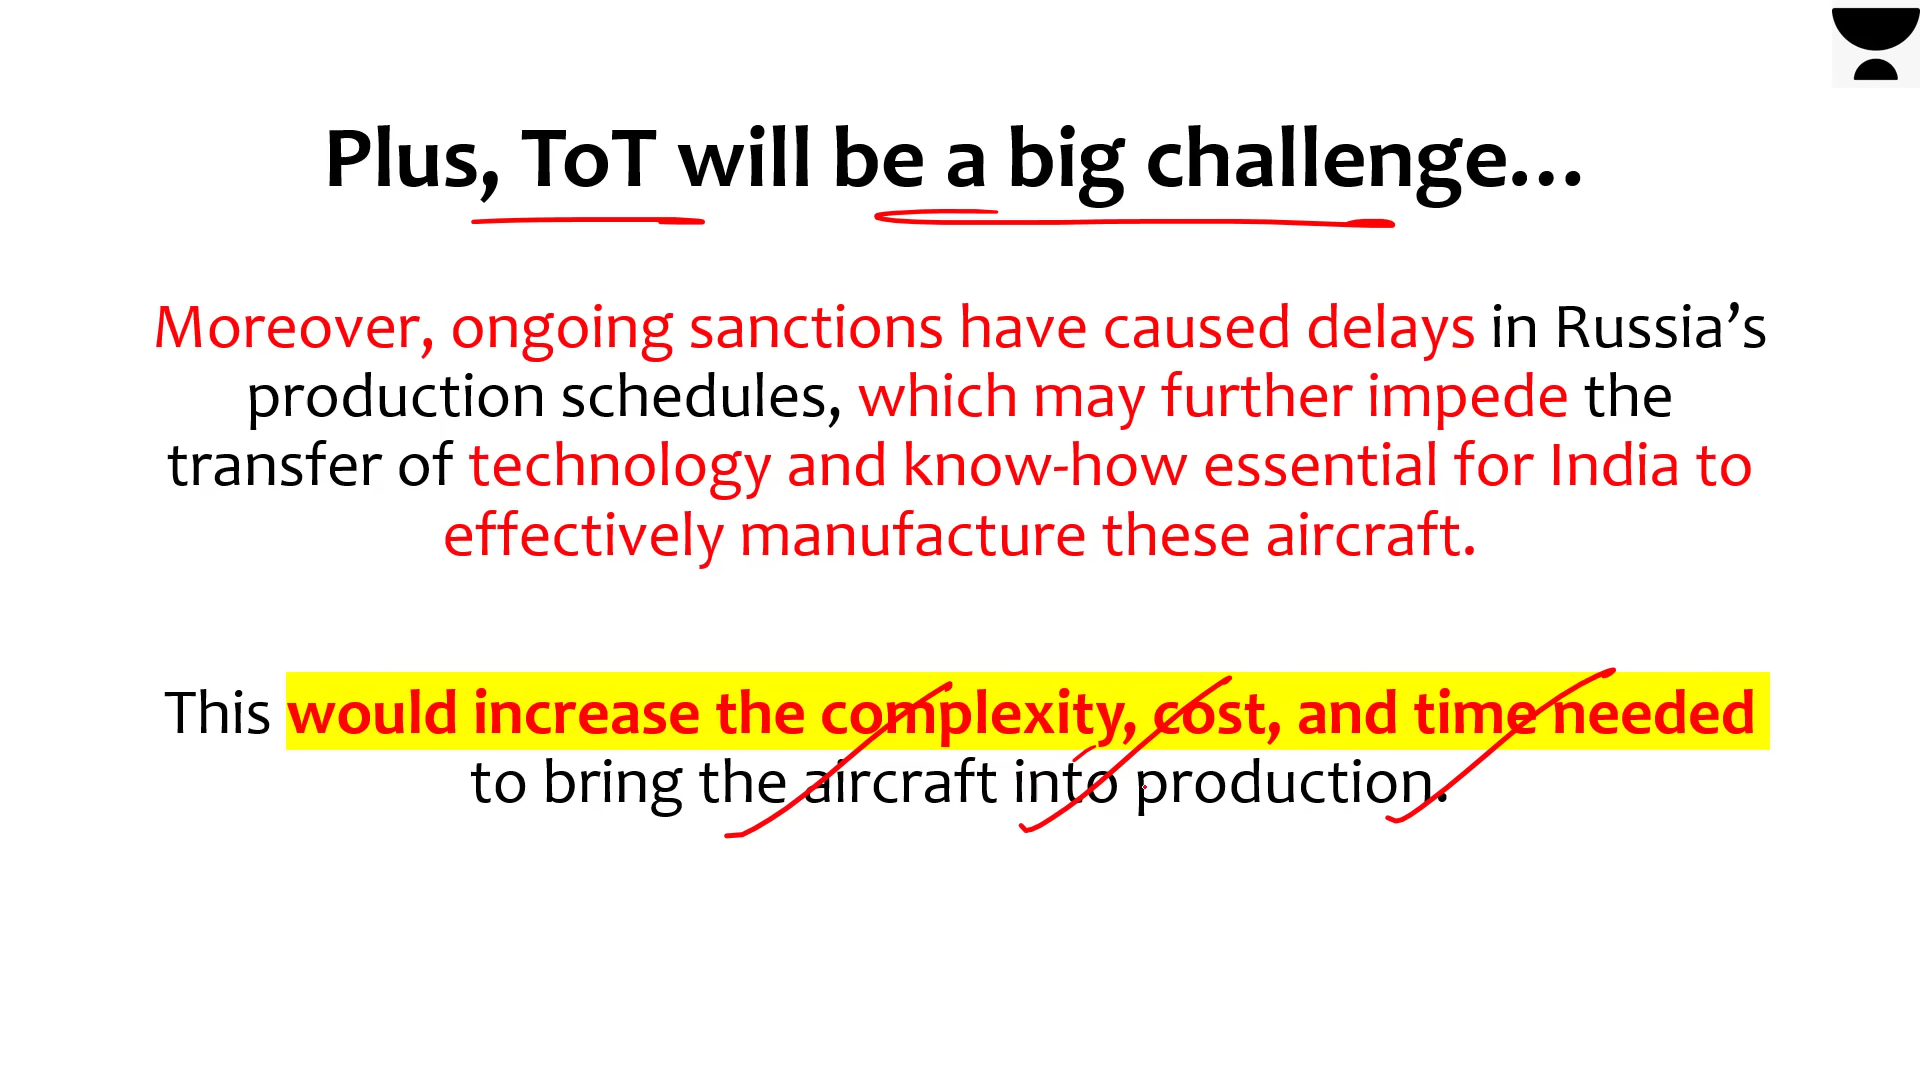 Plus, ToT will be a big challenge...
Moreover, ongoing sanctions have caused delays in Russia’s
production schedules, which may further impede the
transfer of technology and know-how essential for India to
effectively manufacture these aircraft.
This would increase the complexity, cost, and time needed
to bring the aircraft into production.